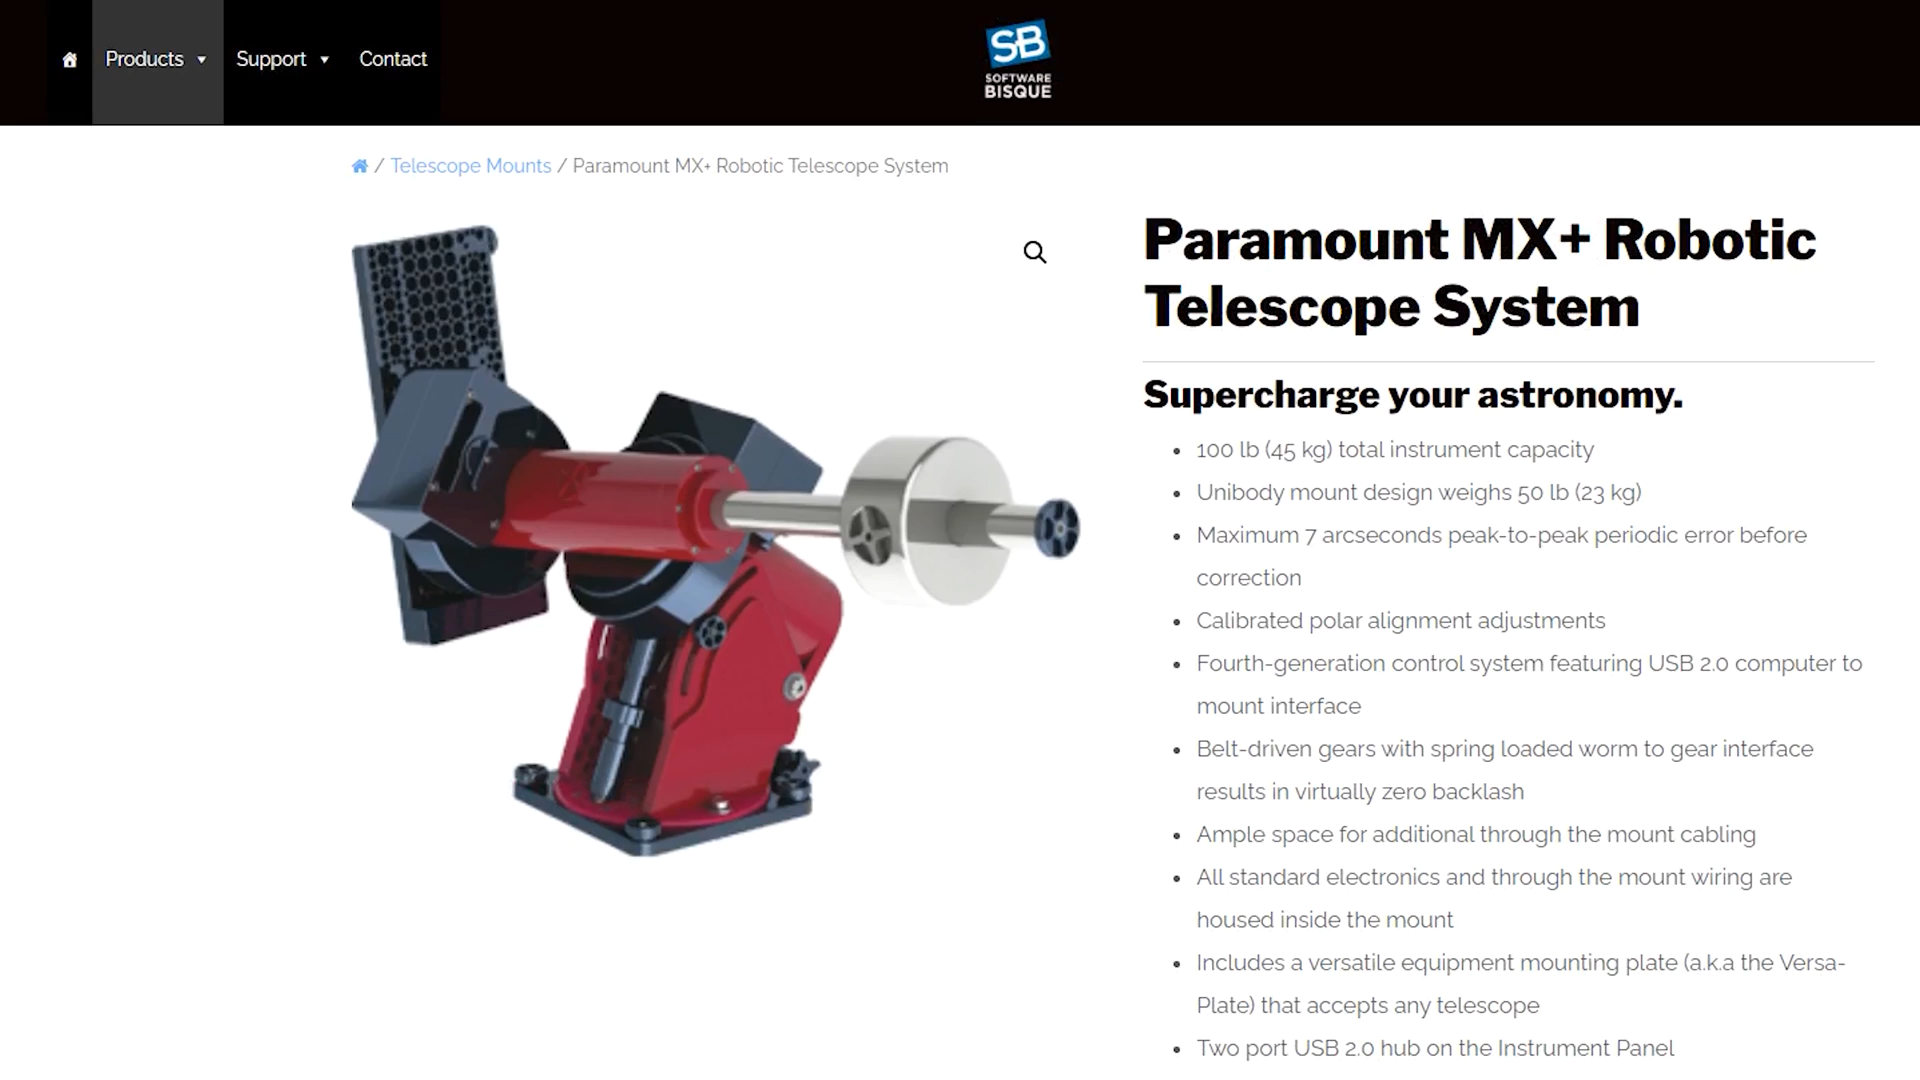 Products
Support
Contact
SB
SOFTWARE
BISQUE
/ Telescope Mounts / Paramount MX+ Robotic Telescope System
Paramount MX+ Robotic
Telescope System
Supercharge your astronomy.
• 100 lb (45 kg) total instrument capacity
• Unibody mount design weighs 50 lb (23 kg)
• Maximum 7 arcseconds peak-to-peak periodic error before
correction
• Calibrated polar alignment adjustments
• Fourth-generation control system featuring USB 2.0 computer to
mount interface
• Belt-driven gears with spring loaded worm to gear interface
results in virtually zero backlash
• Ample space for additional through the mount cabling
• All standard electronics and through the mount wiring are
housed inside the mount
• Includes a versatile equipment mounting plate (a.k.a the Versa-
Plate) that accepts any telescope
• Two port USB 2.0 hub on the Instrument Panel